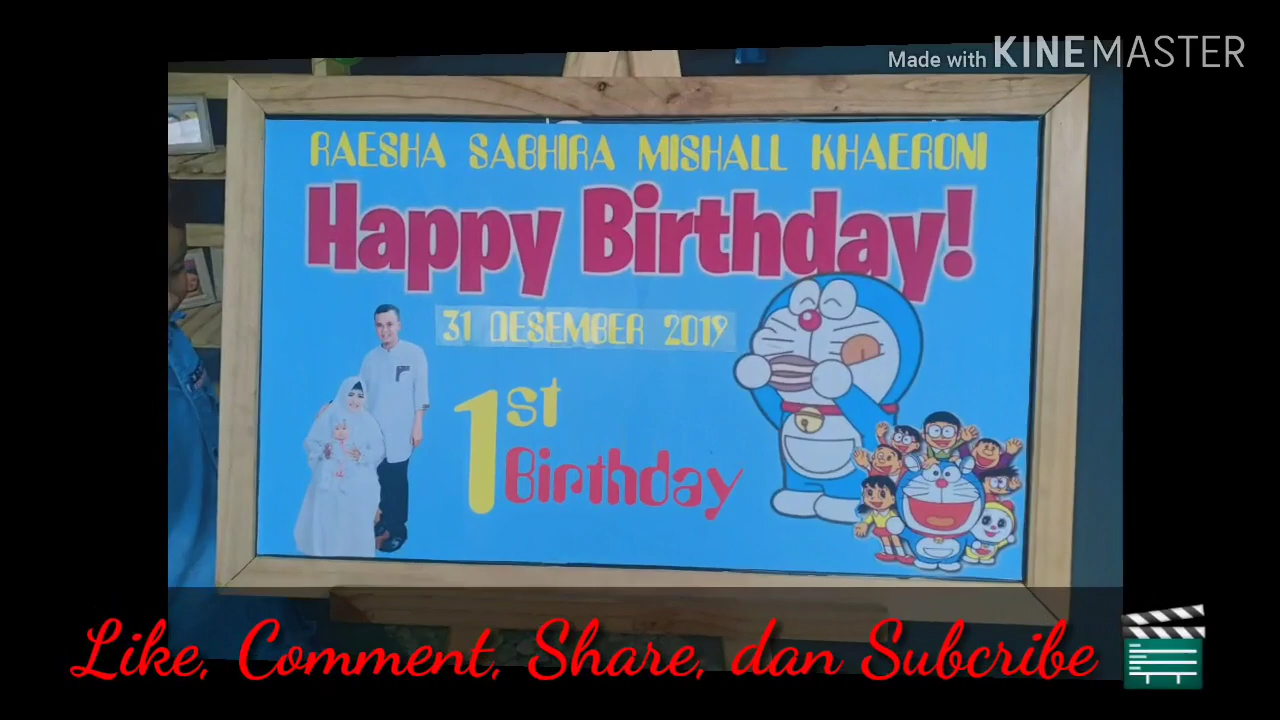 Made with KINEMASTER
RAESHA SABHIRA MISHALL KHAERONI
Happy Birthday!
31 DESEMBER 2019
1st
Birthday
Like, Comment, Share, dan Subcribe